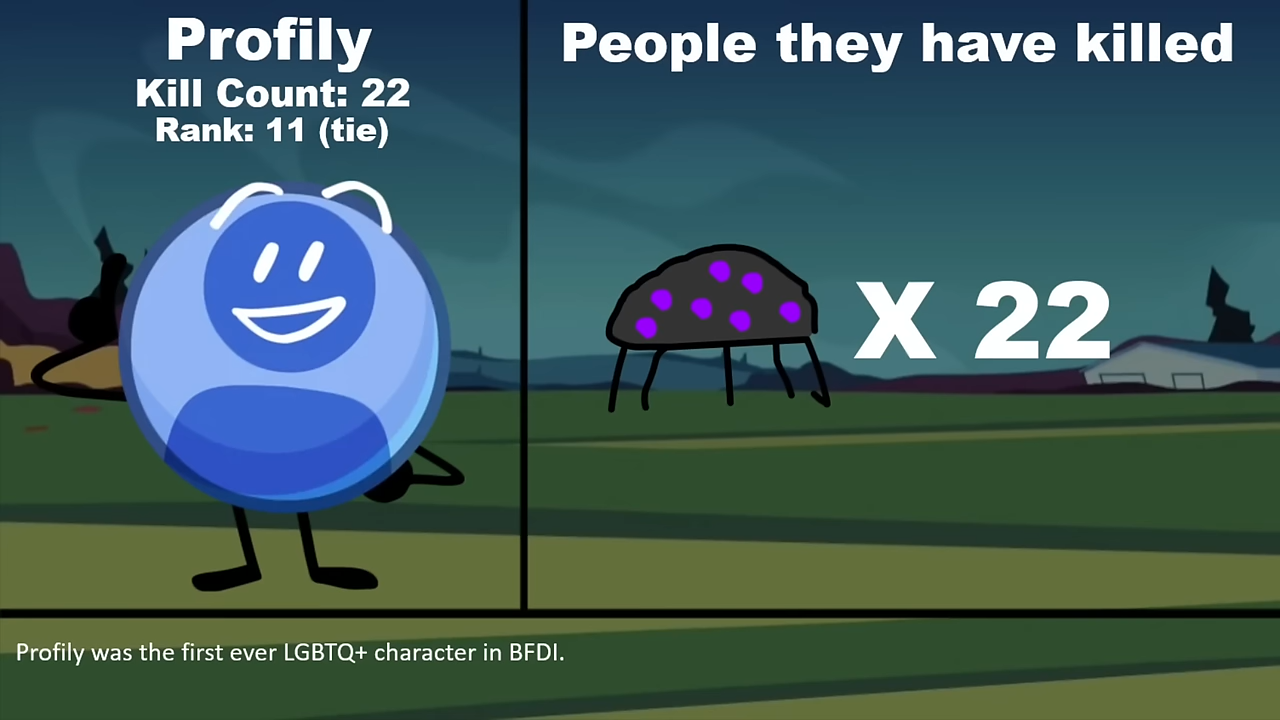 Profily
Kill Count: 22
Rank: 11 (tie)
People they have killed
X 22
Profily was the first ever LGBTQ+ character in BFDI.